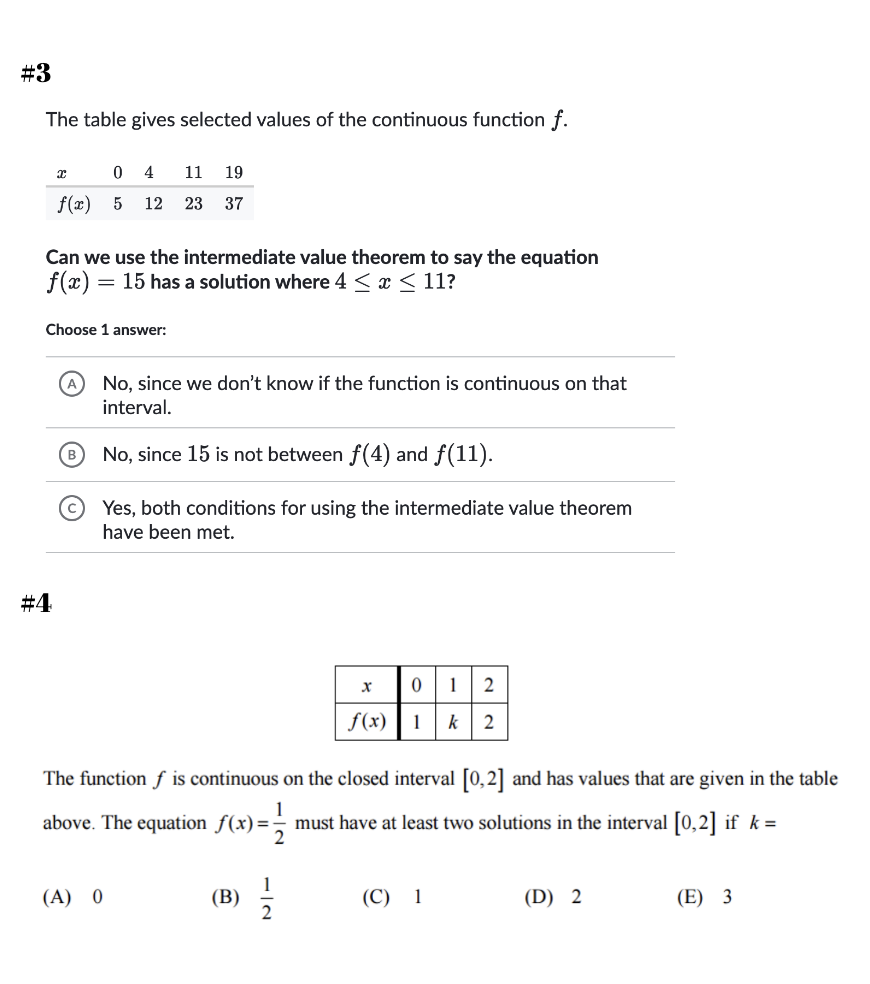 #3
The table gives selected values of the continuous function f.
x 0 4 11 19
f(x) 5 12 23 37
Can we use the intermediate value theorem to say the equation
f(x) = 15 has a solution where 4 ≤ x ≤ 11?
Choose 1 answer:
A No, since we don't know if the function is continuous on that
interval.
B No, since 15 is not between f(4) and f(11).
C Yes, both conditions for using the intermediate value theorem
have been met.
#4
x 0 1 2
f(x) 1 k 2
The function f is continuous on the closed interval [0,2] and has values that are given in the table
above. The equation f(x) = 1/2 must have at least two solutions in the interval [0,2] if k =
(A) 0 (B) 1/2 (C) 1 (D) 2 (E) 3